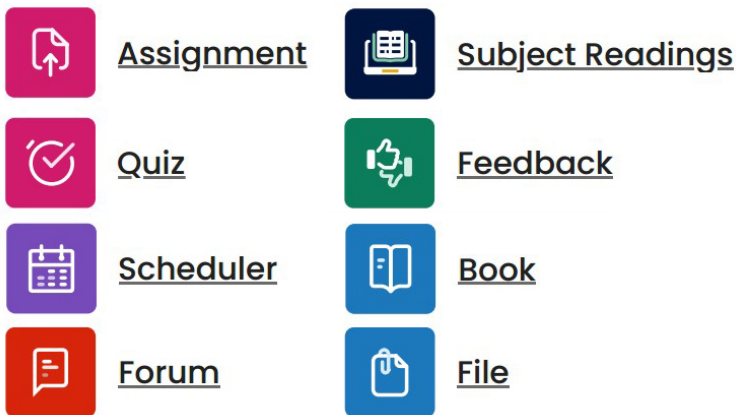 Assignment
Subject Readings
Quiz
Feedback
Scheduler
Book
Forum
File